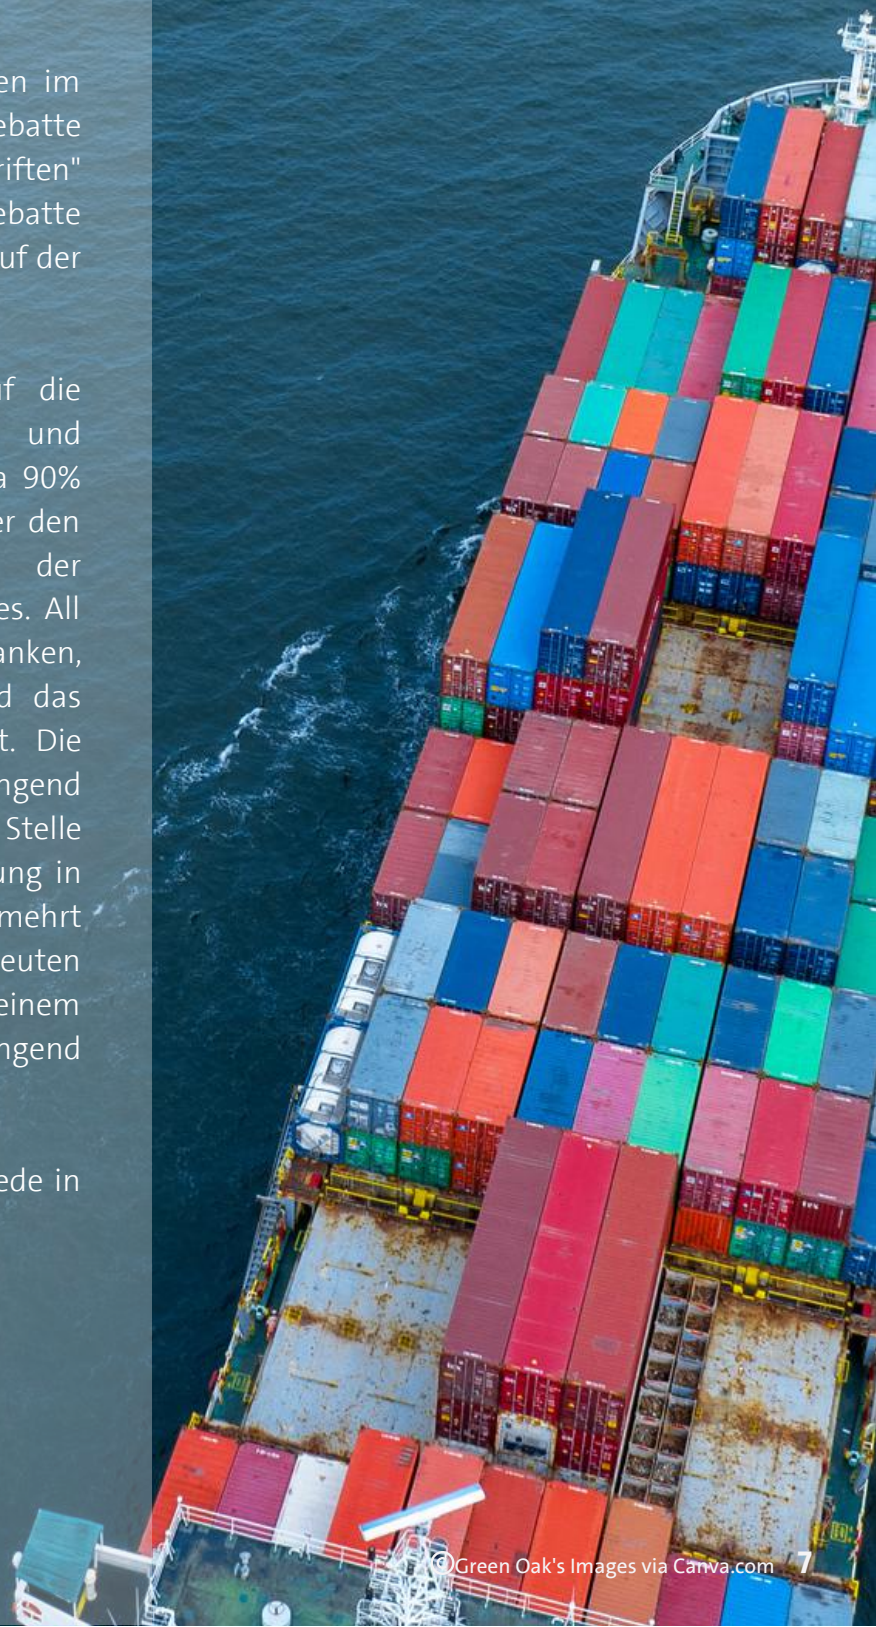 en im
ebatte
riften"
ebatte
uf der
f die
und
a 90%
er den
der
es. All
anken,
d das
t. Die
ngend
Stelle
ung in
mehrt
euten
einem
ngend
ede in
©Green Oak's Images via Canva.com 7